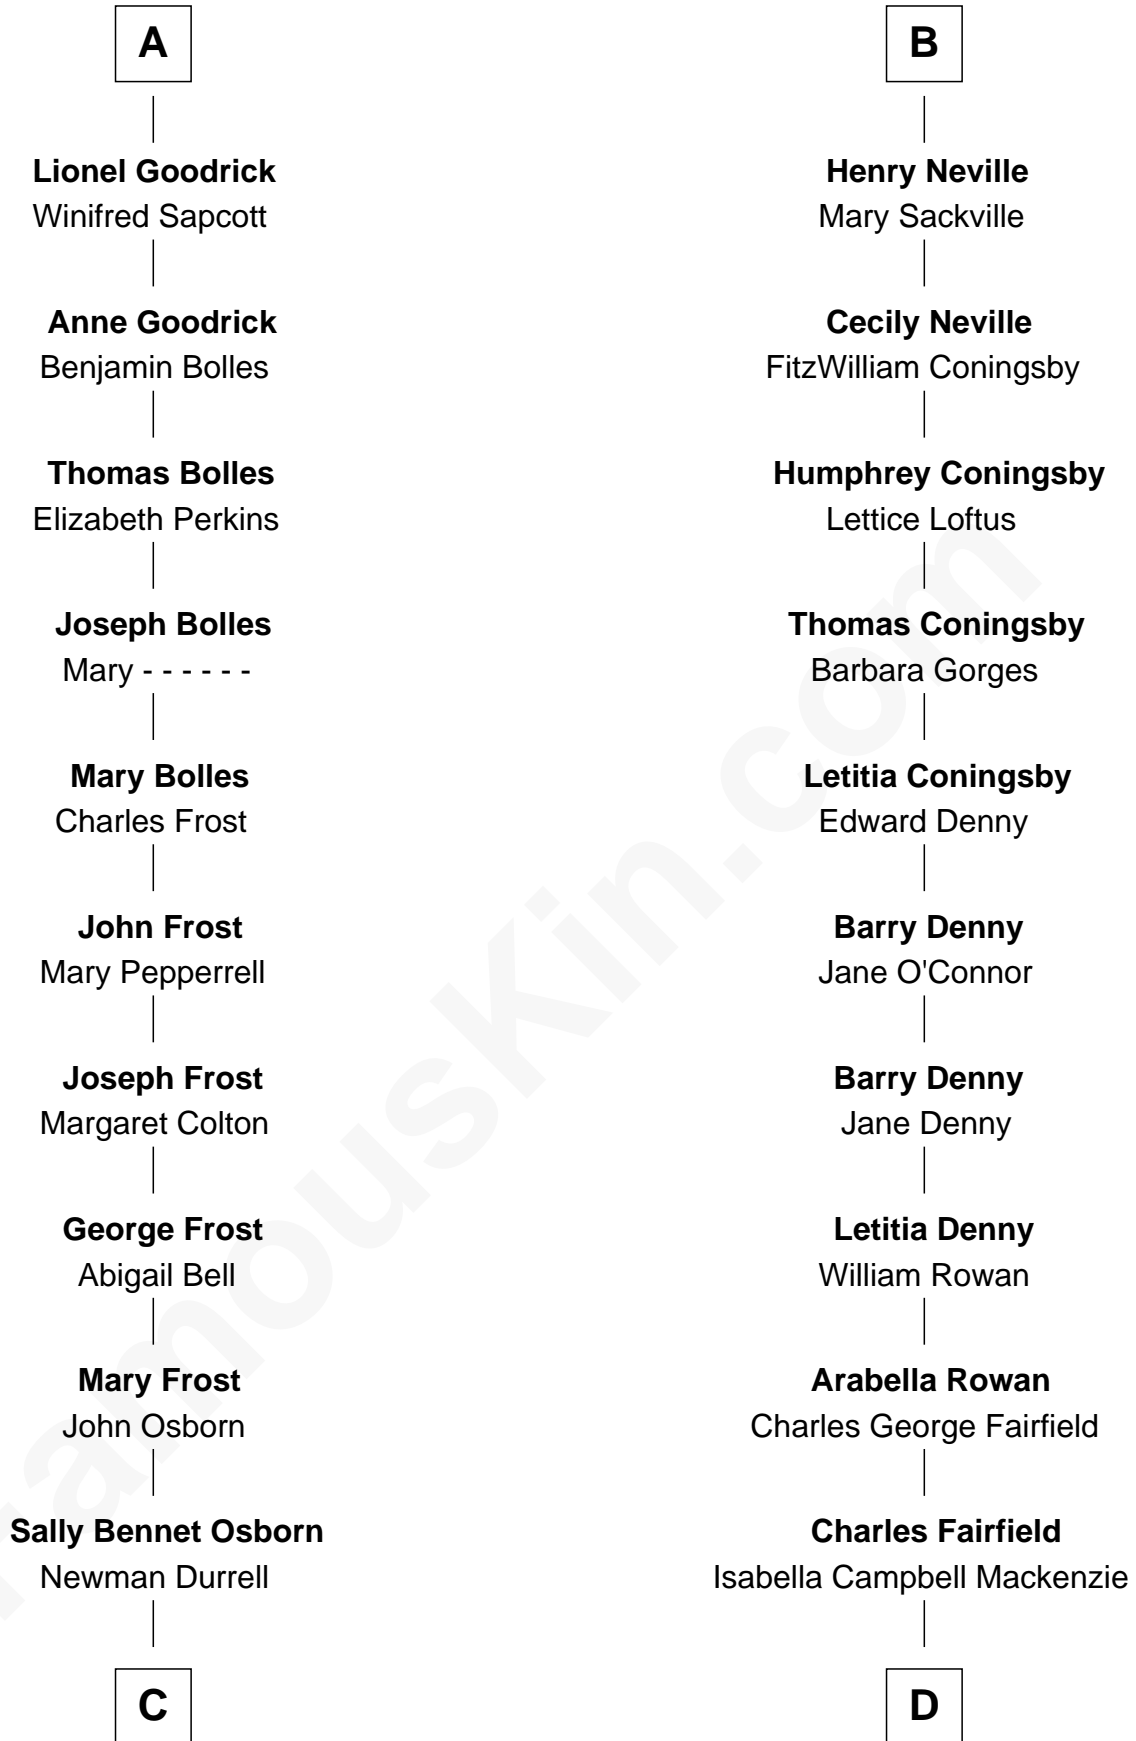 A
Lionel Goodrick
Winifred Sapcott
Anne Goodrick
Benjamin Bolles
Thomas Bolles
Elizabeth Perkins
Joseph Bolles
Mary - - - - - -
Mary Bolles
Charles Frost
John Frost
Mary Pepperrell
Joseph Frost
Margaret Colton
George Frost
Abigail Bell
Mary Frost
John Osborn
Sally Bennet Osborn
Newman Durrell
C
B
Henry Neville
Mary Sackville
Cecily Neville
FitzWilliam Coningsby
Humphrey Coningsby
Lettice Loftus
Thomas Coningsby
Barbara Gorges
Letitia Coningsby
Edward Denny
Barry Denny
Jane O'Connor
Barry Denny
Jane Denny
Letitia Denny
William Rowan
Arabella Rowan
Charles George Fairfield
Charles Fairfield
Isabella Campbell Mackenzie
D
FamousKin.com